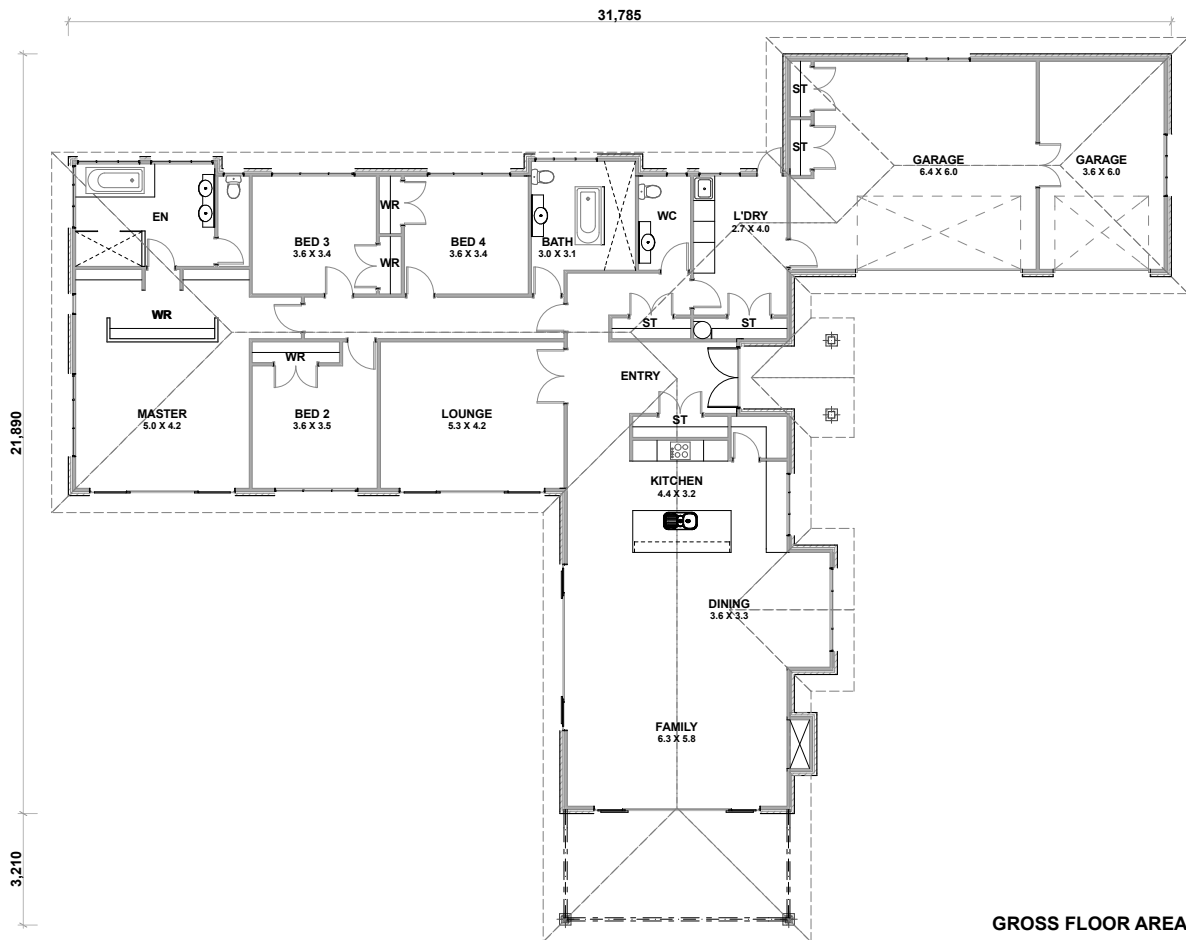 31,785
ST
ST
GARAGE
6.4 X 6.0
GARAGE
3.6 X 6.0
EN
WR
BED 3
3.6 X 3.4
WR
BED 4
3.6 X 3.4
BATH
3.0 X 3.1
WC
L'DRY
2.7 X 4.0
WR
ST
ST
WR
ENTRY
MASTER
5.0 X 4.2
BED 2
3.6 X 3.5
LOUNGE
5.3 X 4.2
ST
21,890
KITCHEN
4.4 X 3.2
DINING
3.6 X 3.3
FAMILY
6.3 X 5.8
3,210
GROSS FLOOR AREA